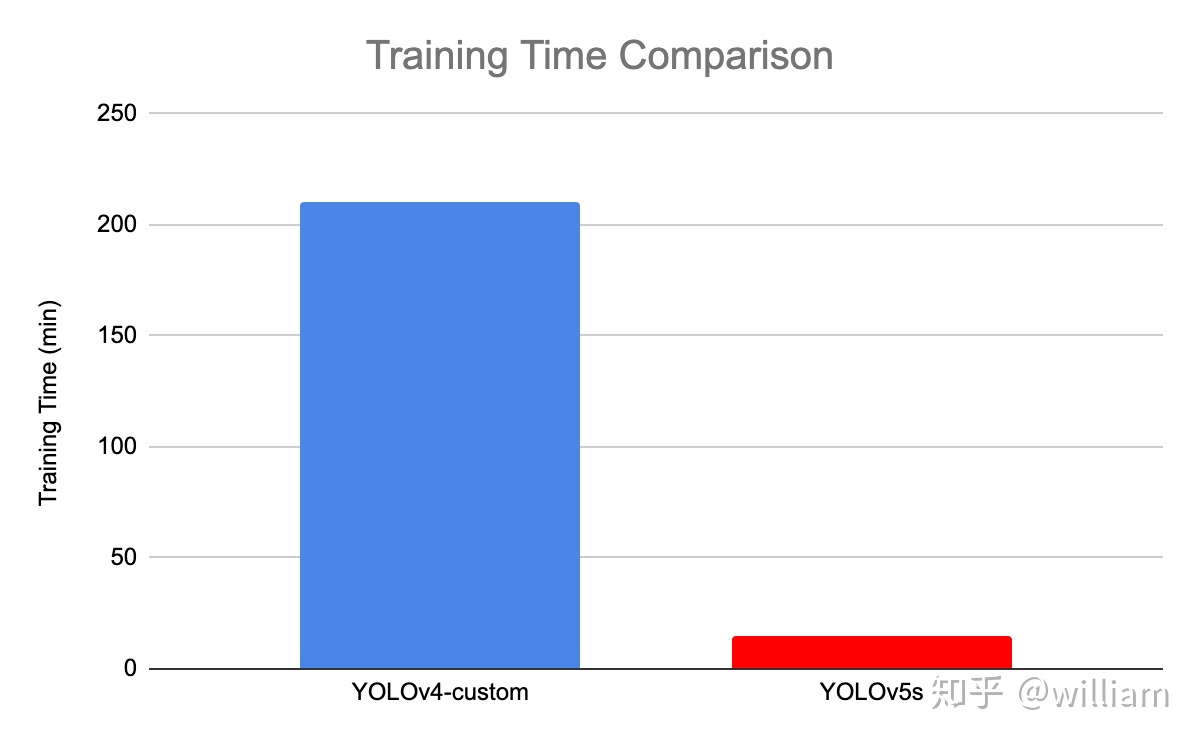 Training Time Comparison
250
200
150
100
50
0
Training Time (min)
YOLOv4-custom
YOLOv5s
知乎 @william